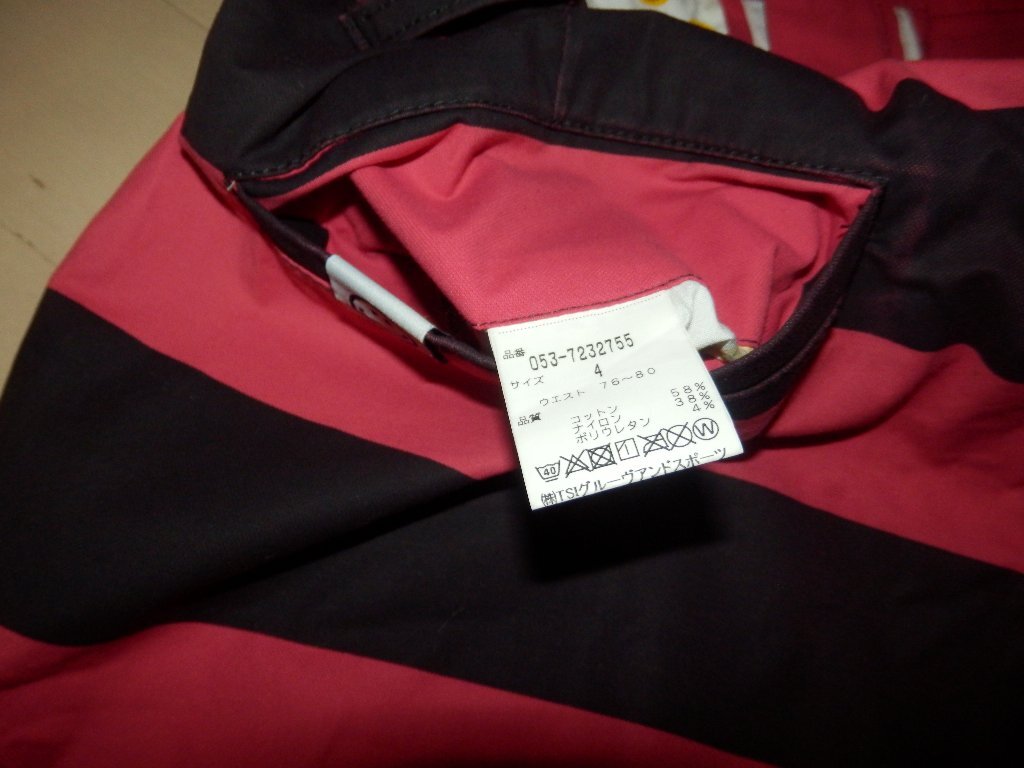 品番 053-7232755
サイズ 4
ウエスト 76～80
品質 コットン 58%
ナイロン 38%
ポリウレタン 4%
40 1 W
㈱TSIグルーヴアンドスポーツ